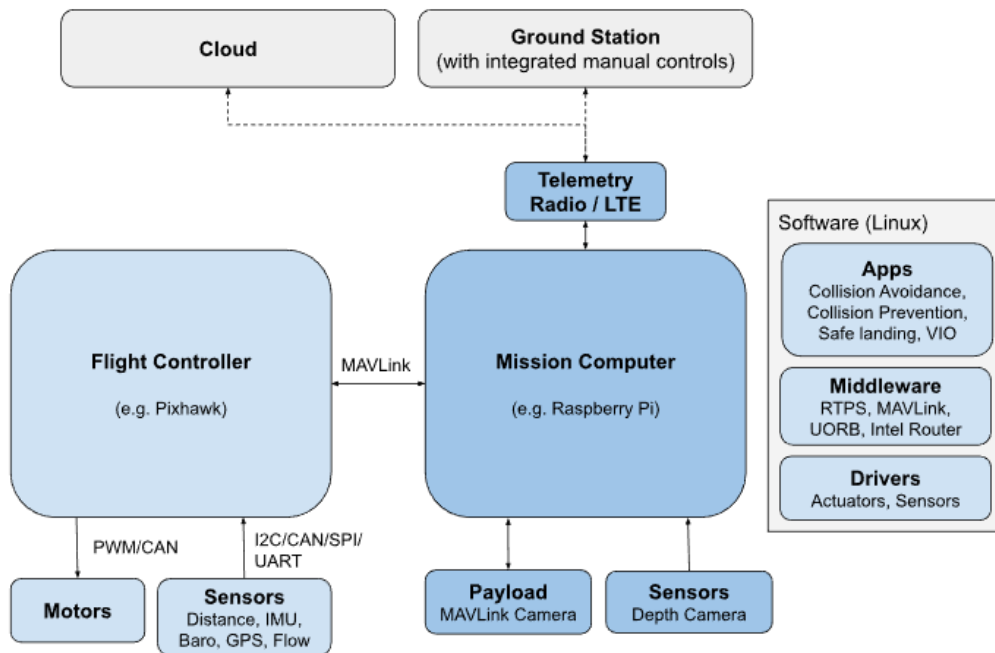 Cloud
Ground Station
(with integrated manual controls)
Telemetry
Radio / LTE
Flight Controller
(e.g. Pixhawk)
MAVLink
Mission Computer
(e.g. Raspberry Pi)
PWM/CAN
I2C/CAN/SPI/
UART
Motors
Sensors
Distance, IMU,
Baro, GPS, Flow
Payload
MAVLink Camera
Sensors
Depth Camera
Software (Linux)
Apps
Collision Avoidance,
Collision Prevention,
Safe landing, VIO
Middleware
RTPS, MAVLink,
UORB, Intel Router
Drivers
Actuators, Sensors